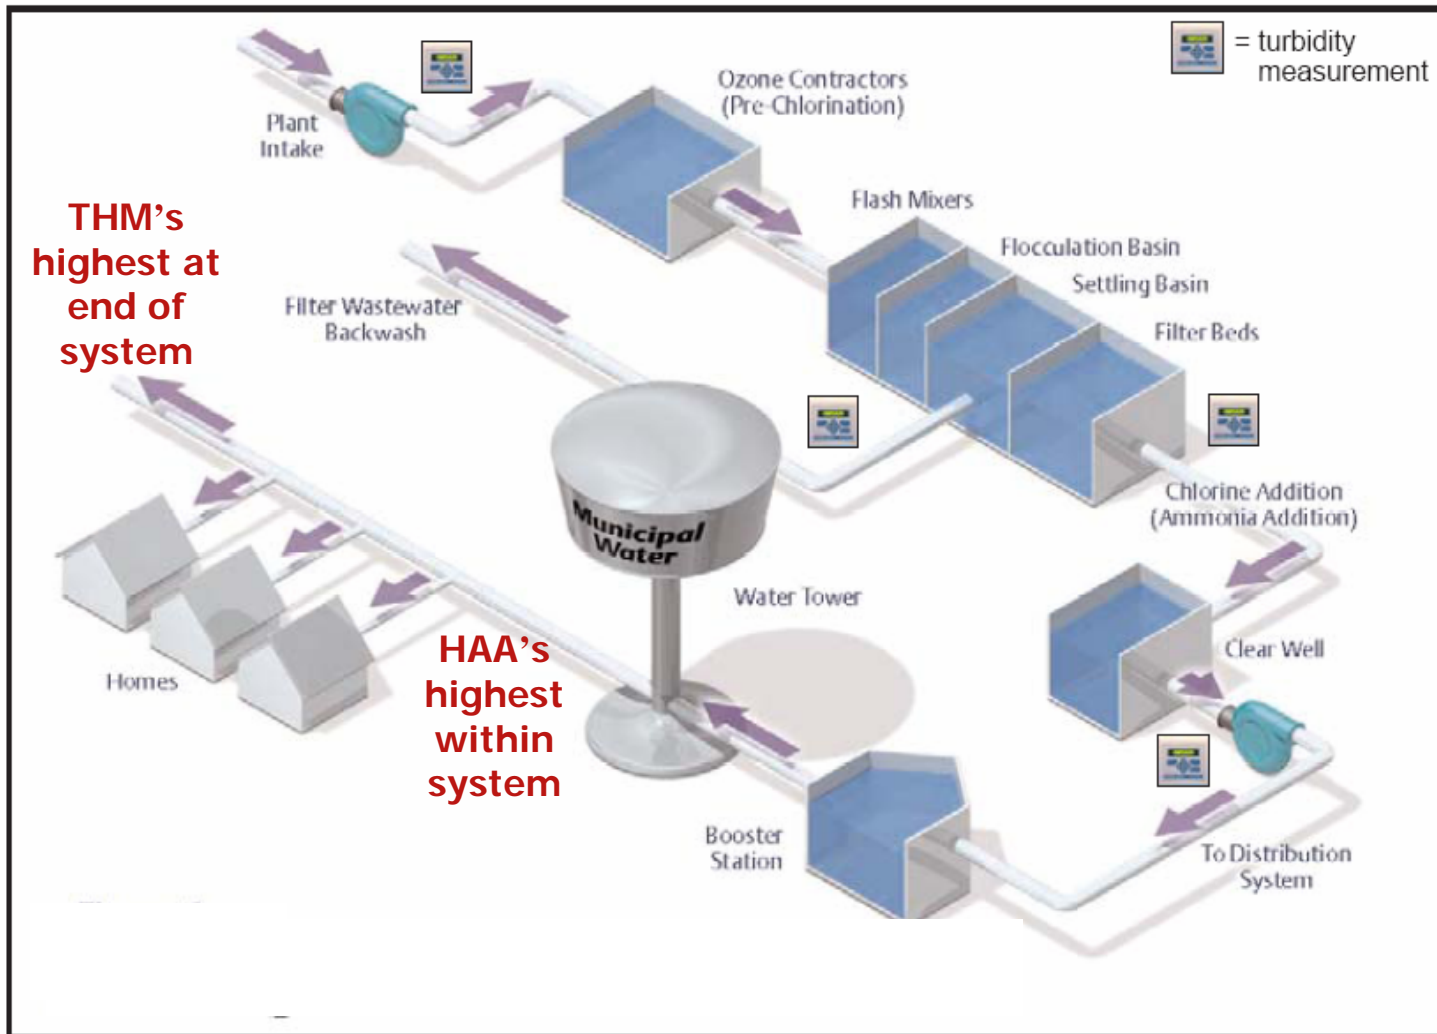 = turbidity
measurement
Plant
Intake
Ozone Contractors
(Pre-Chlorination)
THM’s
highest at
end of
system
Flash Mixers
Flocculation Basin
Settling Basin
Filter Beds
Filter Wastewater
Backwash
Chlorine Addition
(Ammonia Addition)
Municipal
Water
Water Tower
Clear Well
Homes
HAA’s
highest
within
system
Booster
Station
To Distribution
System